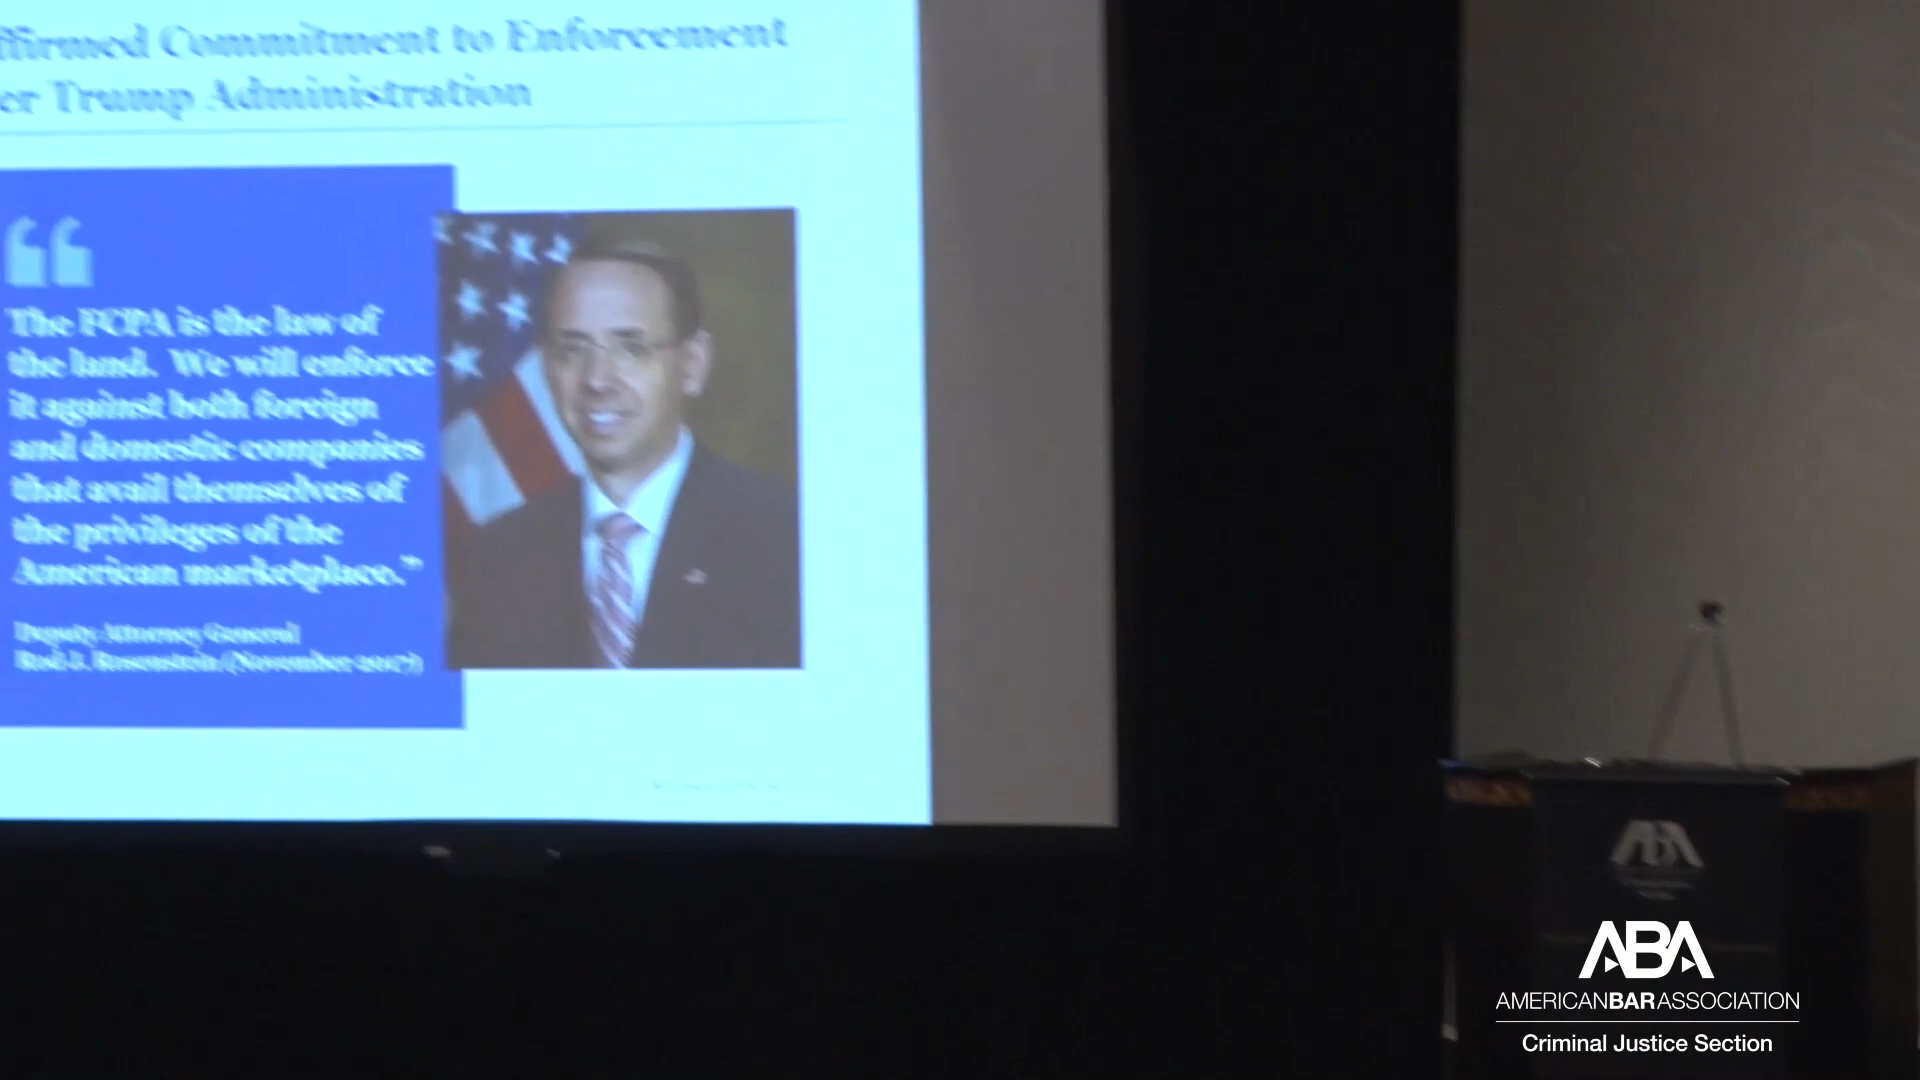 ffirmed Commitment to Enforcement
er Trump Administration
“
The FCPA is the law of
the land. We will enforce
it against both foreign
and domestic companies
that avail themselves of
the privileges of the
American marketplace.”
Deputy Attorney General
Rod J. Rosenstein (November 2017)
ABA
ABA
AMERICANBARASSOCIATION
Criminal Justice Section